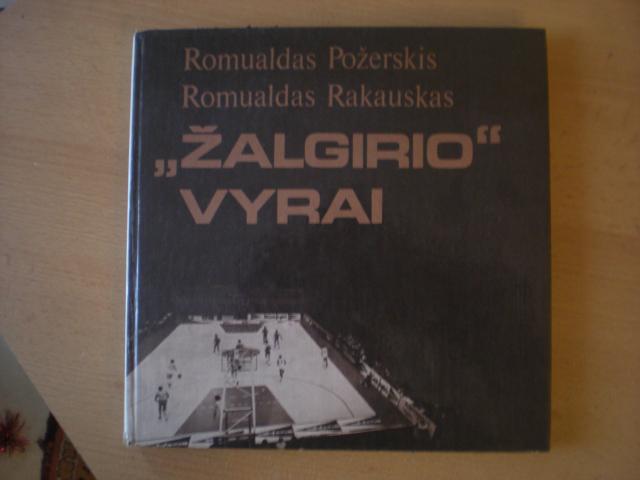 Romualdas Požerskis
Romualdas Rakauskas
„ŽALGIRIO“
VYRAI